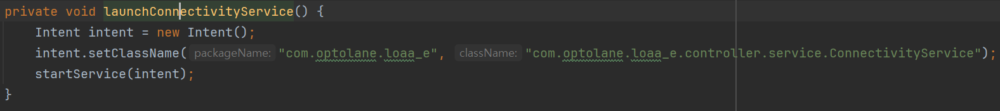 private void launchConnectivityService() {
    Intent intent = new Intent();
    intent.setClassName( packageName: "com.optolane.loaa_e", className: "com.optolane.loaa_e.controller.service.ConnectivityService");
    startService(intent);
}